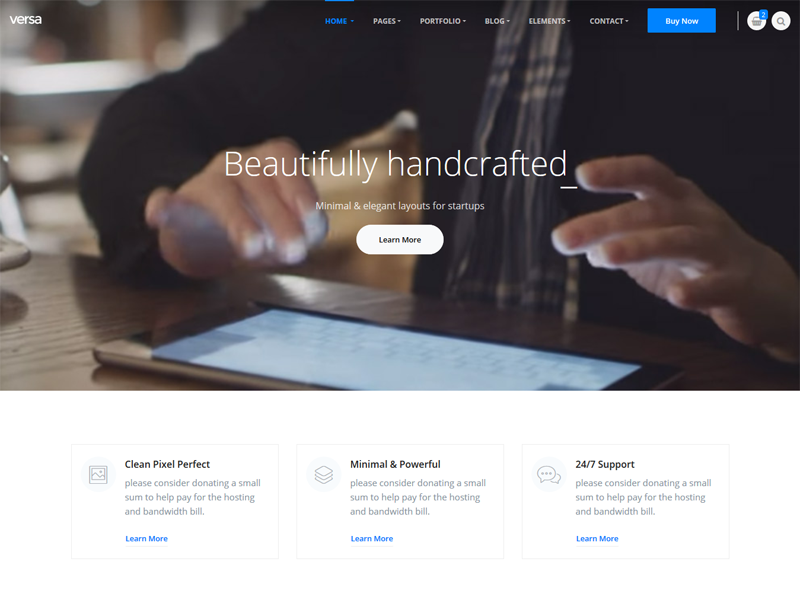 versa
HOME PAGES PORTFOLIO BLOG ELEMENTS CONTACT Buy Now 2
Beautifully handcrafted_
Minimal & elegant layouts for startups
Learn More
Clean Pixel Perfect
please consider donating a small
sum to help pay for the hosting
and bandwidth bill.
Learn More
Minimal & Powerful
please consider donating a small
sum to help pay for the hosting
and bandwidth bill.
Learn More
24/7 Support
please consider donating a small
sum to help pay for the hosting
and bandwidth bill.
Learn More